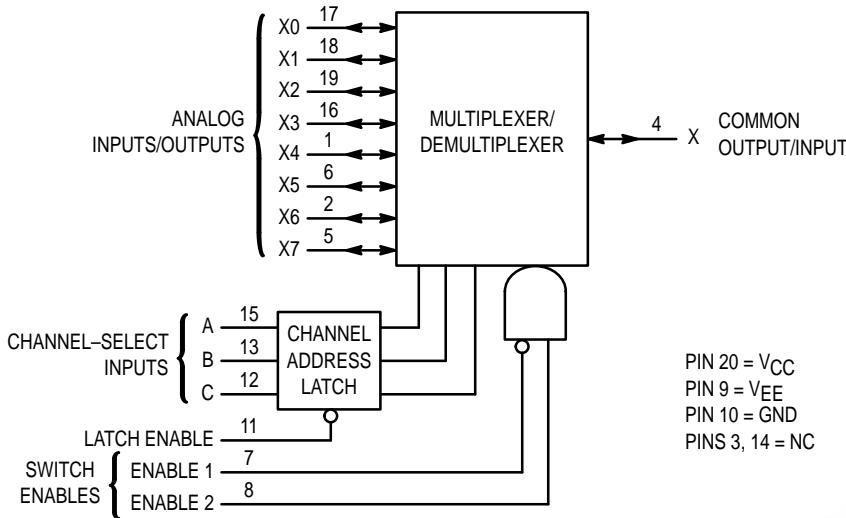 X0 17
X1 18
X2 19
X3 16
X4 1
X5 6
X6 2
X7 5
ANALOG
INPUTS/OUTPUTS
MULTIPLEXER/
DEMULTIPLEXER
4 X
COMMON
OUTPUT/INPUT
CHANNEL–SELECT
INPUTS
A 15
B 13
C 12
CHANNEL
ADDRESS
LATCH
LATCH ENABLE 11
SWITCH
ENABLES
ENABLE 1 7
ENABLE 2 8
PIN 20 = VCC
PIN 9 = VEE
PIN 10 = GND
PINS 3, 14 = NC